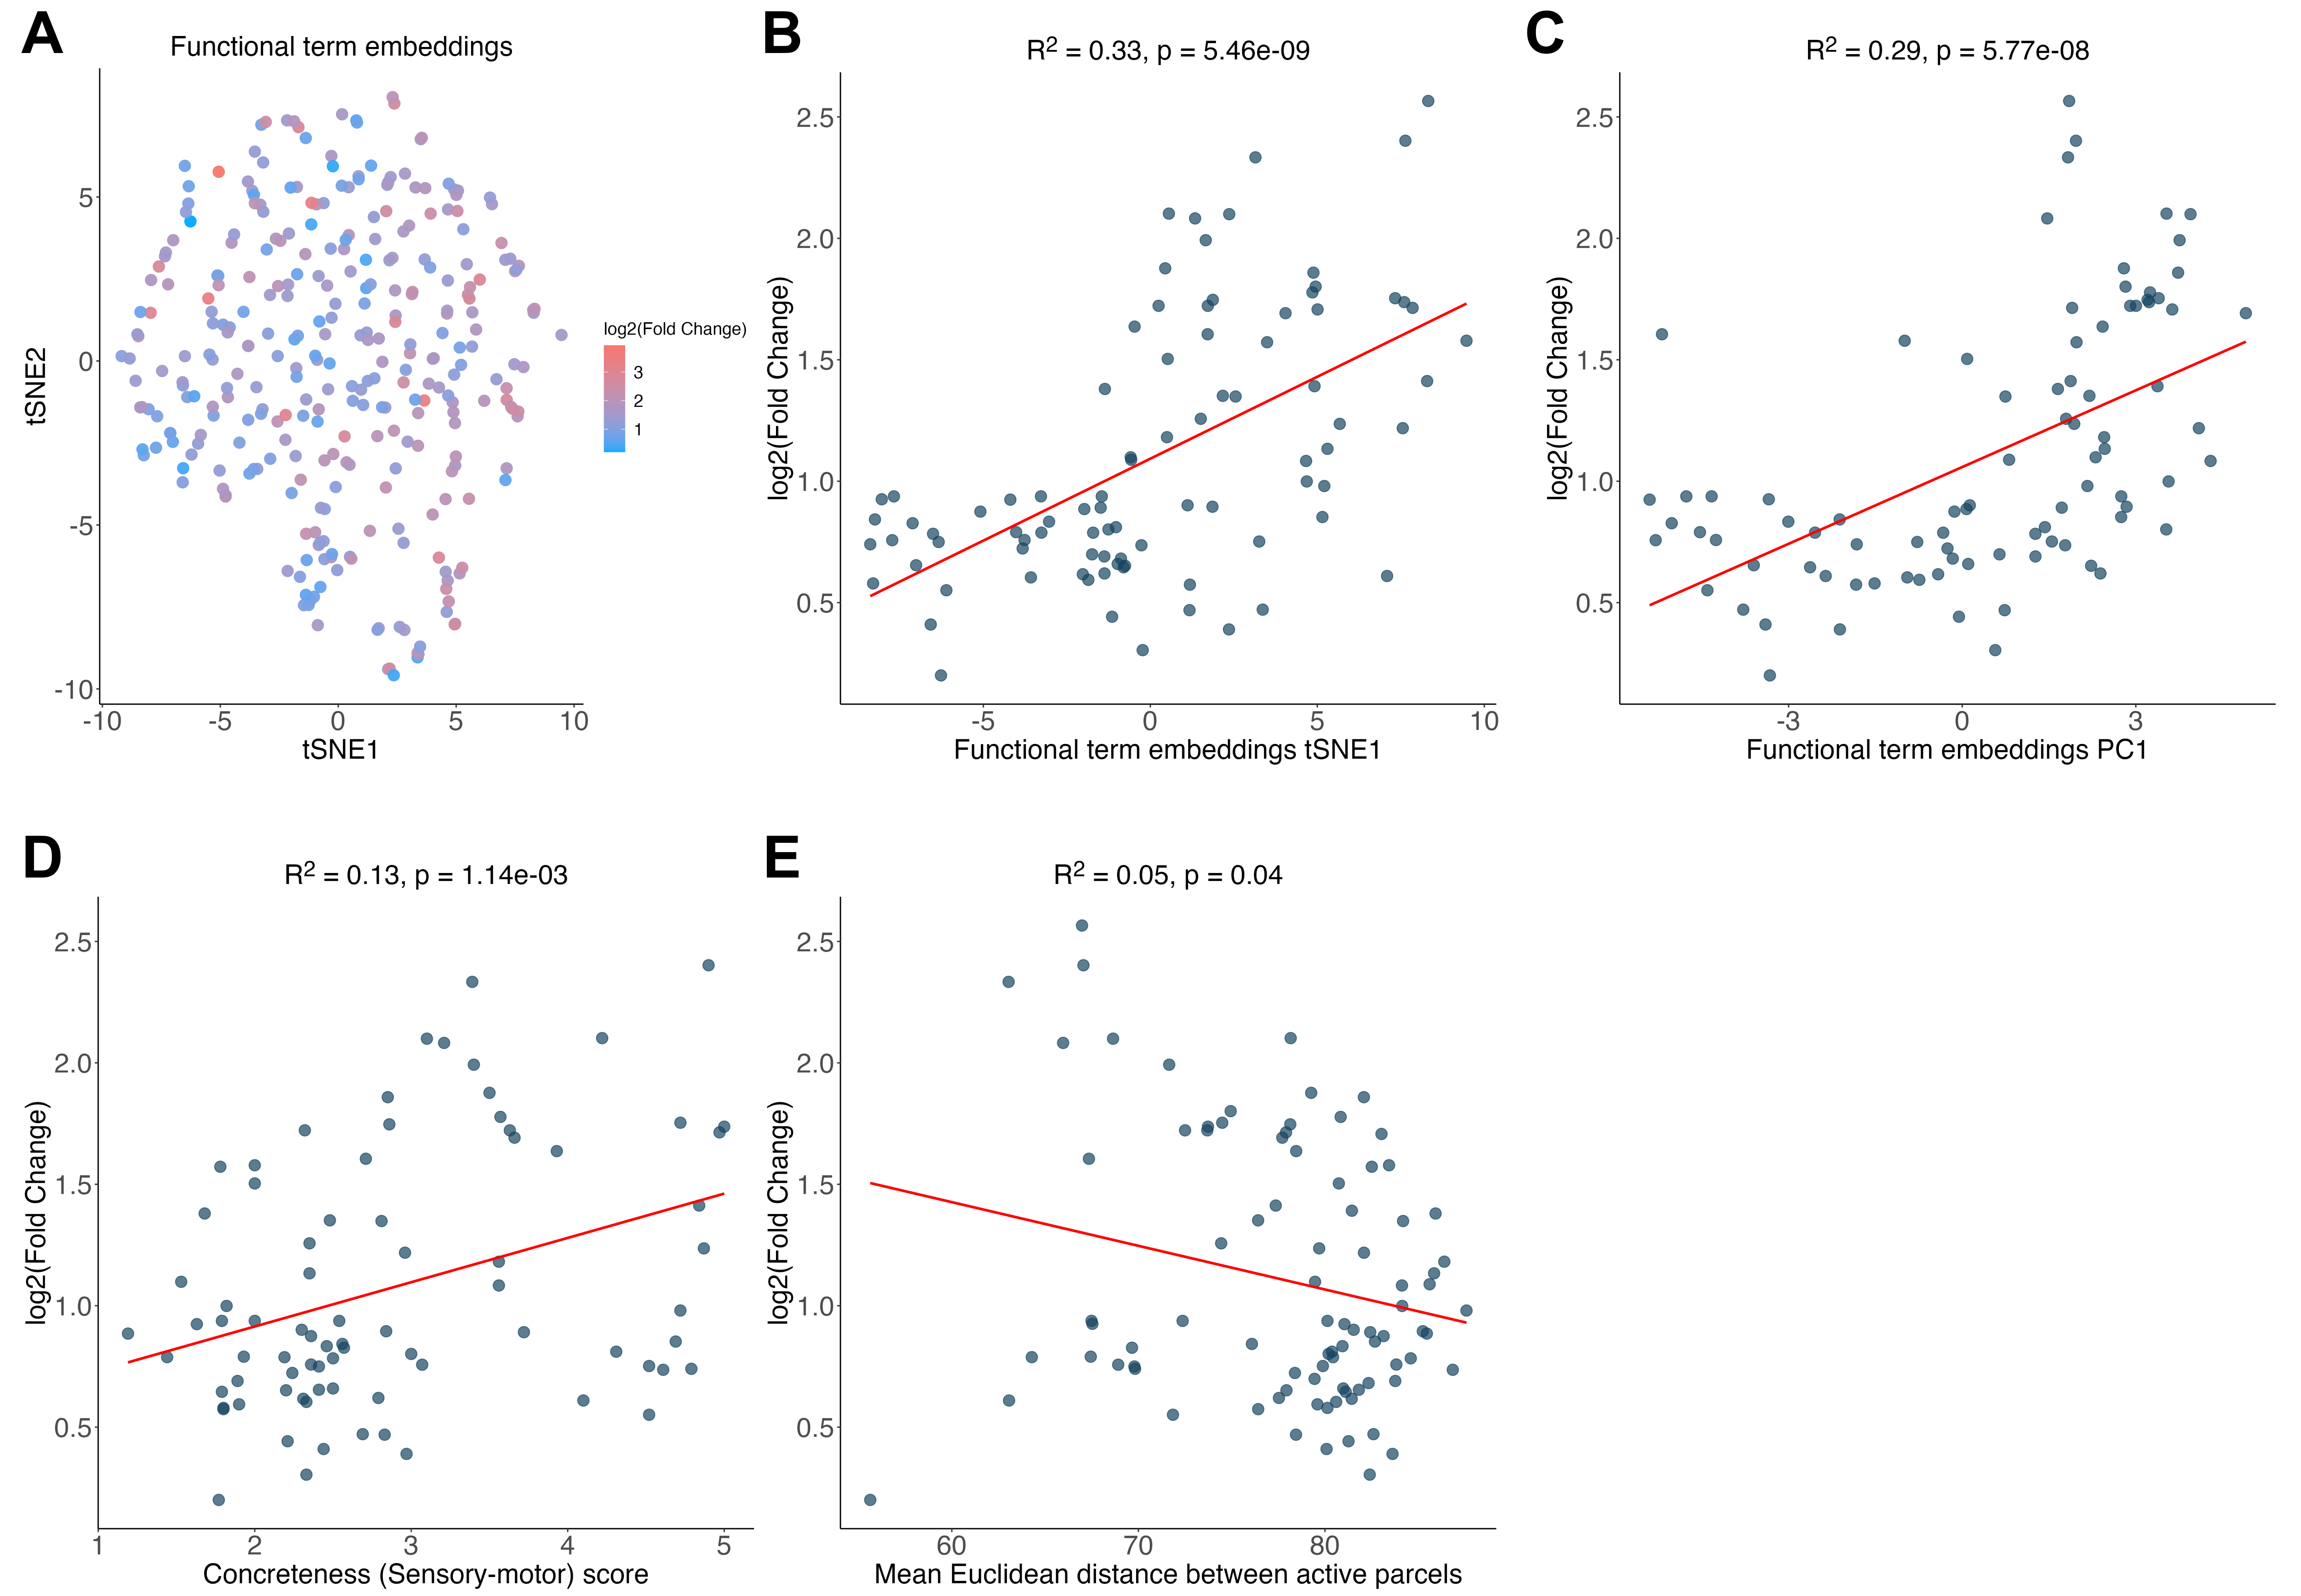 A
Functional term embeddings
tSNE2
5
0
-5
-10
-10 -5 0 5 10
tSNE1
log2(Fold Change)
3
2
1
B
R² = 0.33, p = 5.46e-09
log2(Fold Change)
2.5
2.0
1.5
1.0
0.5
-5 0 5 10
Functional term embeddings tSNE1
C
R² = 0.29, p = 5.77e-08
log2(Fold Change)
2.5
2.0
1.5
1.0
0.5
-3 0 3
Functional term embeddings PC1
D
R² = 0.13, p = 1.14e-03
log2(Fold Change)
2.5
2.0
1.5
1.0
0.5
1 2 3 4 5
Concreteness (Sensory-motor) score
E
R² = 0.05, p = 0.04
log2(Fold Change)
2.5
2.0
1.5
1.0
0.5
60 70 80
Mean Euclidean distance between active parcels